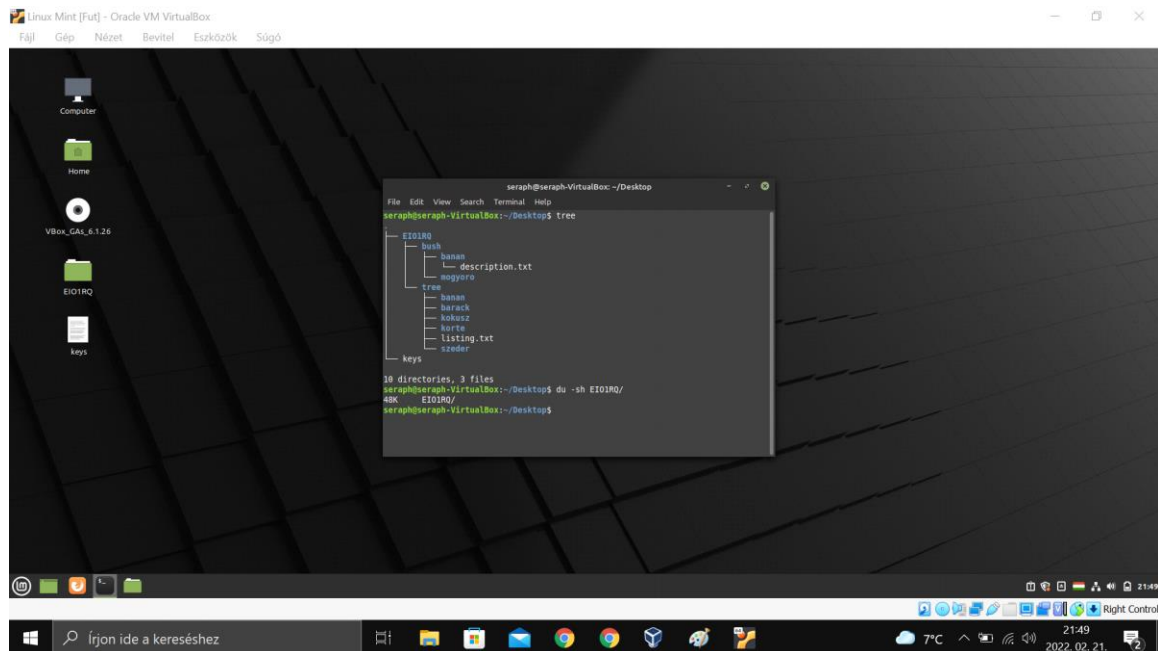 Linux Mint [Fut] - Oracle VM VirtualBox
Fájl Gép Nézet Bevitel Eszközök Súgó
Computer
Home
VBox_GAs_6.1.26
EIO1RQ
keys
seraph@seraph-VirtualBox: ~/Desktop
File Edit View Search Terminal Help
seraph@seraph-VirtualBox:~/Desktop$ tree
.
├── EIO1RQ
│   ├── bush
│   │   ├── banan
│   │   │   └── description.txt
│   │   └── mogyoro
│   └── tree
│       ├── banan
│       ├── barack
│       ├── kokusz
│       ├── korte
│       ├── listing.txt
│       └── szeder
└── keys
10 directories, 3 files
seraph@seraph-VirtualBox:~/Desktop$ du -sh EIO1RQ/
48K EIO1RQ/
seraph@seraph-VirtualBox:~/Desktop$
21:49
Right Control
Írjon ide a kereséshez
7°C
21:49
2022. 02. 21.
2